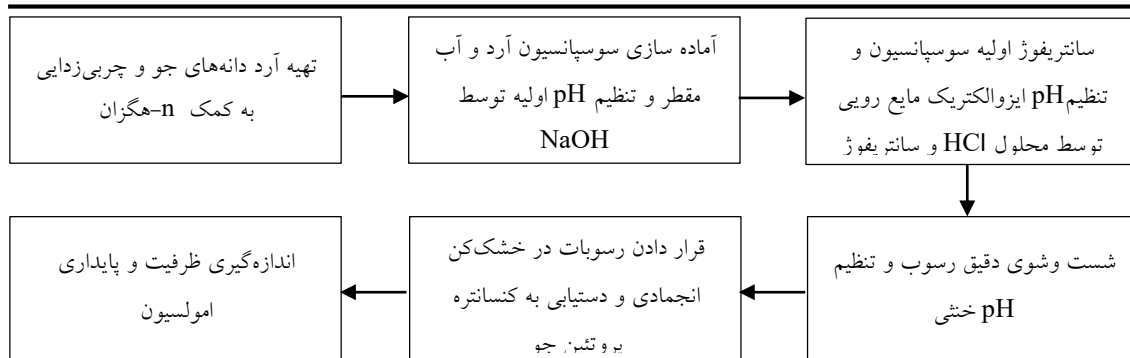 تهیه آرد دانه‌های جو و چربی‌زدایی
به کمک n-هگزان
آماده سازی سوسپانسیون آرد و آب
مقطر و تنظیم pH اولیه توسط
NaOH
سانتریفوژ اولیه سوسپانسیون و
تنظیم pH ایزوالکتریک مایع رویی
توسط محلول HCl و سانتریفوژ
شست وشوی دقیق رسوب و تنظیم
pH خنثی
قرار دادن رسوبات در خشک‌کن
انجمادی و دستیابی به کنسانتره
پروتئین جو
اندازه‌گیری ظرفیت و پایداری
امولسیون